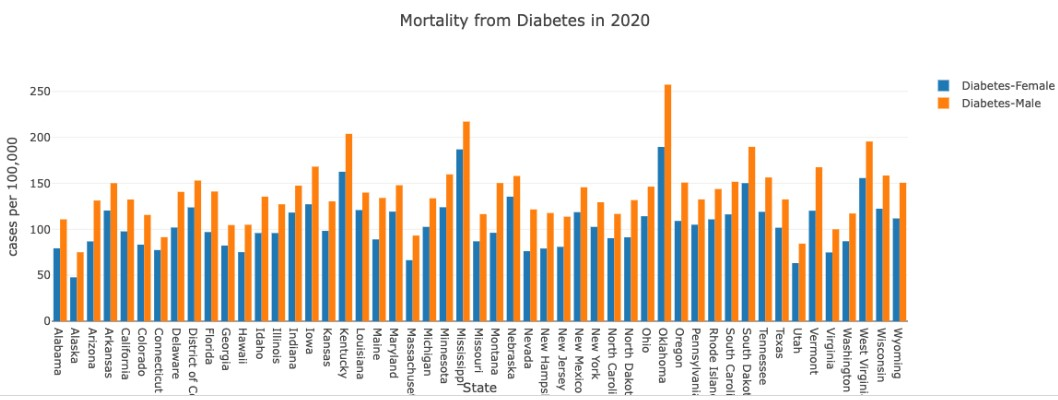 Mortality from Diabetes in 2020
250
200
150
100
50
0
cases per 100,000
Diabetes-Female
Diabetes-Male
Alabama
Alaska
Arizona
Arkansas
California
Colorado
Connecticut
Delaware
District of C
Florida
Georgia
Hawaii
Idaho
Illinois
Indiana
Iowa
Kansas
Kentucky
Louisiana
Maine
Maryland
Massachuse
Michigan
Minnesota
Mississippi
Missouri
Montana
Nebraska
Nevada
New Hampsl
New Jersey
New Mexico
New York
North Caroli
North Dakot
Ohio
Oklahoma
Oregon
Pennsylvani
Rhode Islan
South Caroli
South Dakot
Tennessee
Texas
Utah
Vermont
Virginia
Washington
West Virgini
Wisconsin
Wyoming
State